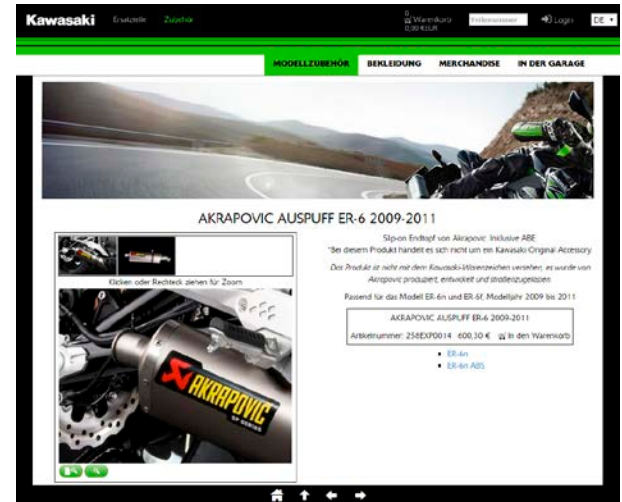 Kawasaki Ersatzteile Zubehör
0
Warenkorb
0,00 €EUR
Teilenummer
Login
DE
MODELLZUBEHÖR BEKLEIDUNG MERCHANDISE IN DER GARAGE
AKRAPOVIC AUSPUFF ER-6 2009-2011
Klicken oder Rechteck ziehen für Zoom
AKRAPOVIC
SP SERIES
Slip-on Endtopf von Akrapovic. Inklusive ABE
*Bei diesem Produkt handelt es sich nicht um ein Kawasaki Original Accessory.
Das Produkt ist nicht mit dem Kawasaki-Warenzeichen versehen, es wurde von
Akrapovic produziert, entwickelt und straßenzugelassen
Passend für das Modell ER-6n und ER-6f, Modelljahr 2009 bis 2011
AKRAPOVIC AUSPUFF ER-6 2009-2011
Artikelnummer: 258EXP0014 600,30 € in den Warenkorb
ER-6n
ER-6n ABS